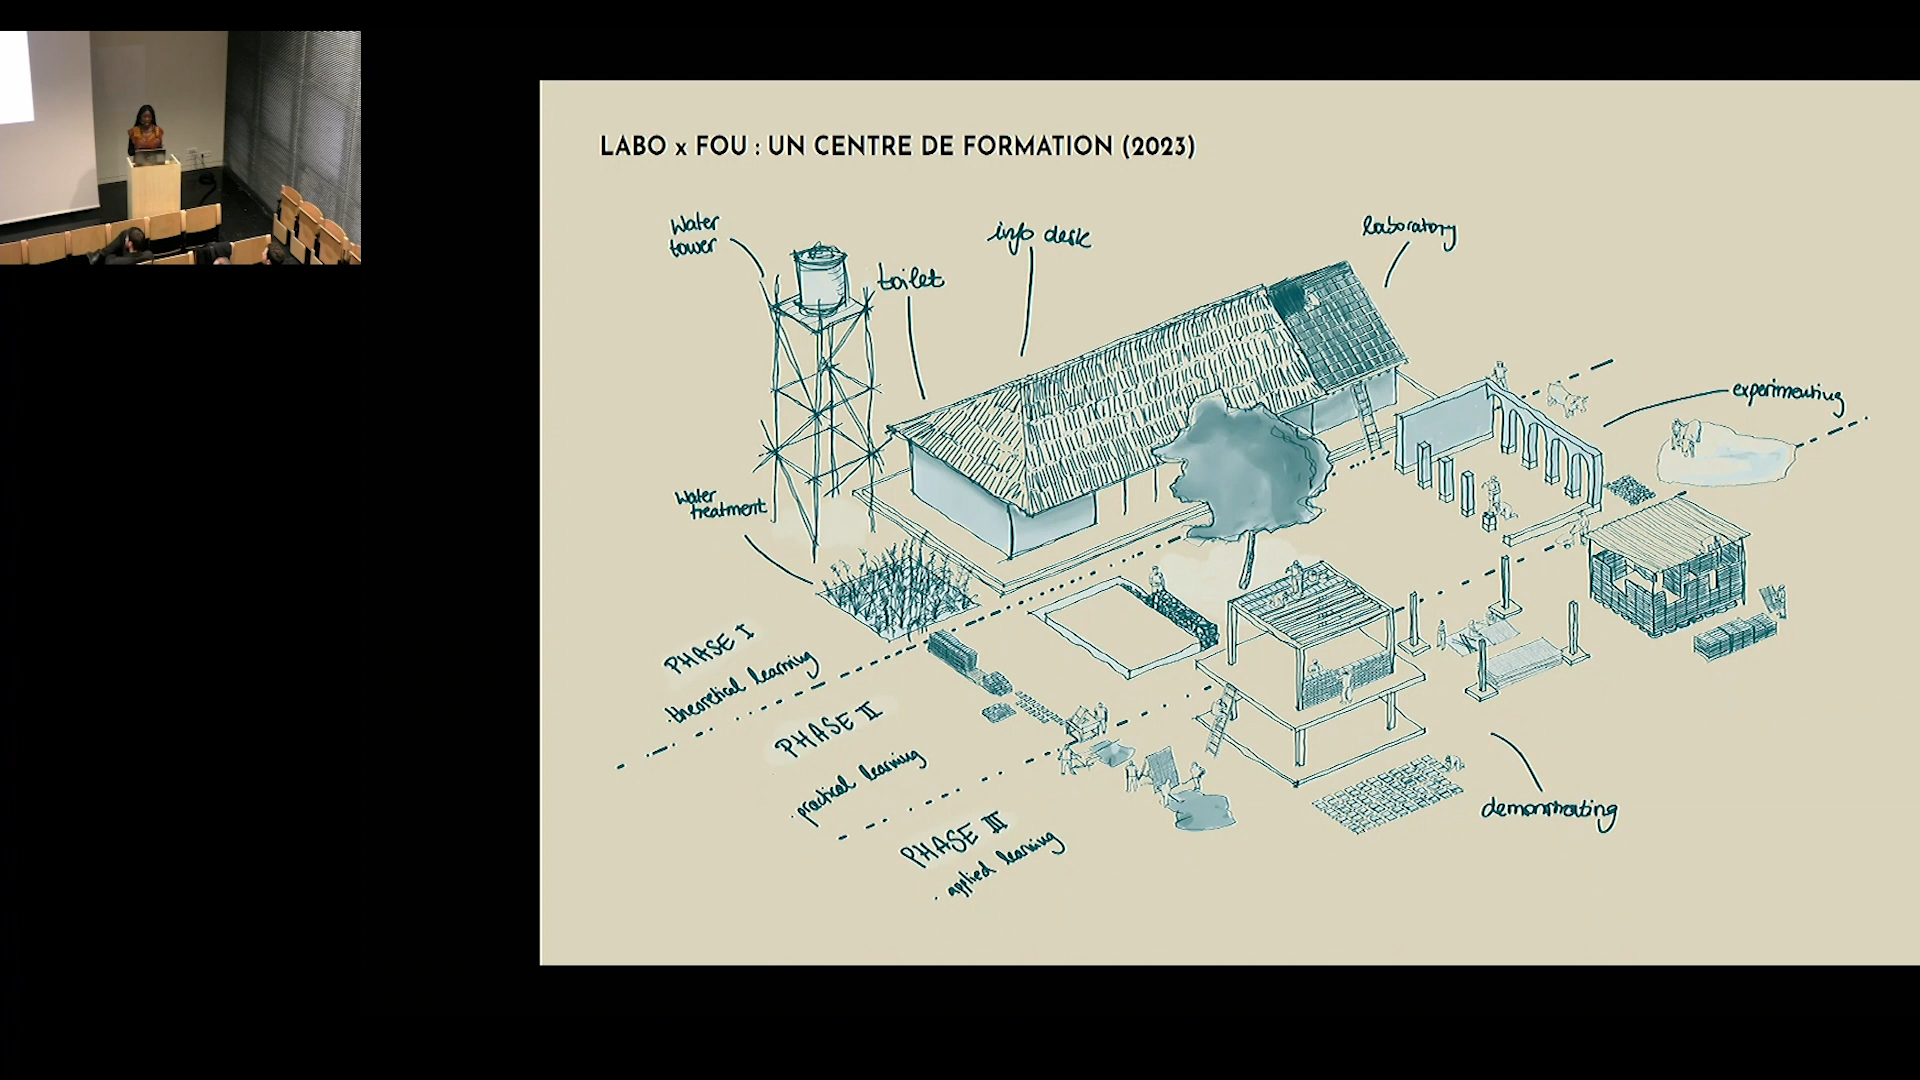 LABO x FOU : UN CENTRE DE FORMATION (2023)
Water
tower
toilet
info desk
laboratory
experimenting
Water
treatment
PHASE I
· theoretical learning
PHASE II
· practical learning
PHASE III
· applied learning
demonstrating